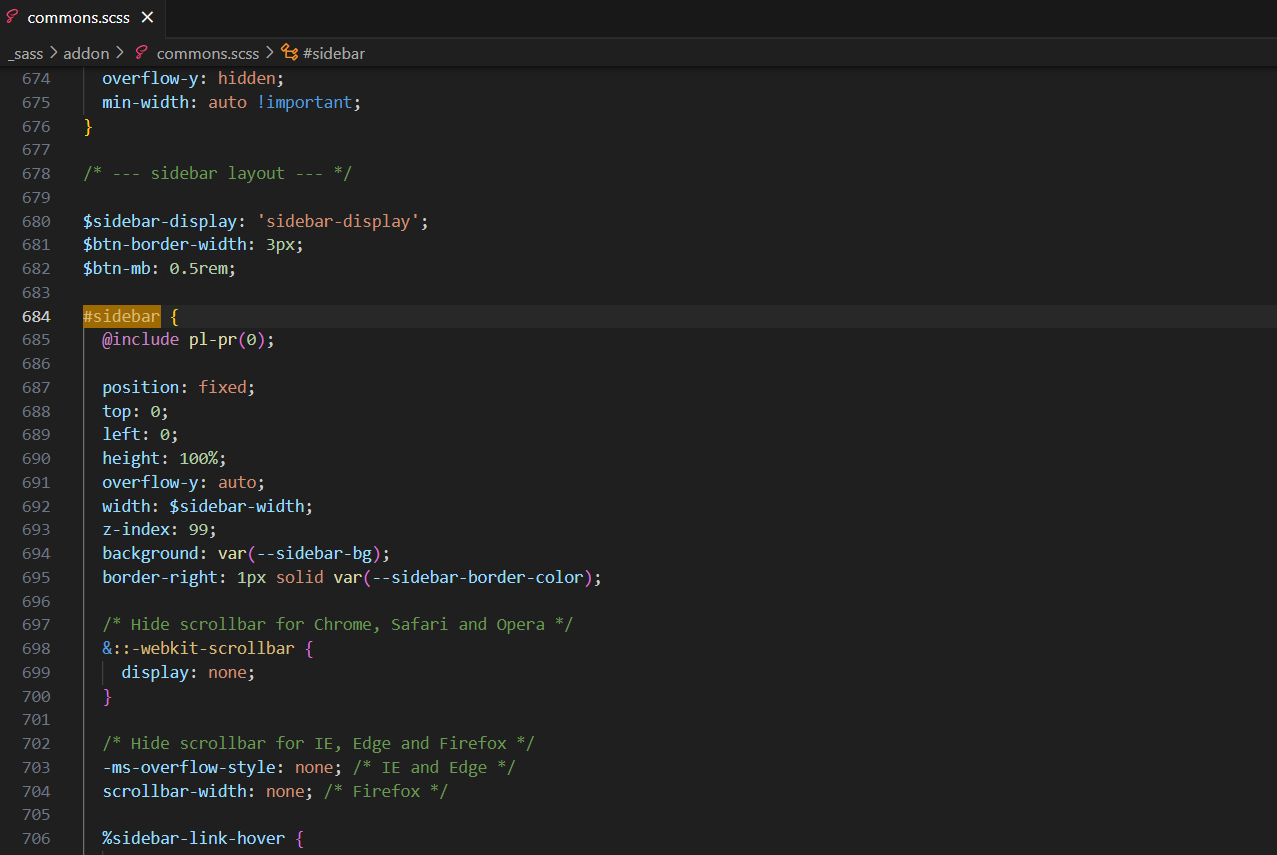 commons.scss
_sass > addon > commons.scss > #sidebar
674 overflow-y: hidden;
675 min-width: auto !important;
676 }
677
678 /* --- sidebar layout --- */
679
680 $sidebar-display: 'sidebar-display';
681 $btn-border-width: 3px;
682 $btn-mb: 0.5rem;
683
684 #sidebar {
685 @include pl-pr(0);
686
687 position: fixed;
688 top: 0;
689 left: 0;
690 height: 100%;
691 overflow-y: auto;
692 width: $sidebar-width;
693 z-index: 99;
694 background: var(--sidebar-bg);
695 border-right: 1px solid var(--sidebar-border-color);
696
697 /* Hide scrollbar for Chrome, Safari and Opera */
698 &::-webkit-scrollbar {
699 display: none;
700 }
701
702 /* Hide scrollbar for IE, Edge and Firefox */
703 -ms-overflow-style: none; /* IE and Edge */
704 scrollbar-width: none; /* Firefox */
705
706 %sidebar-link-hover {